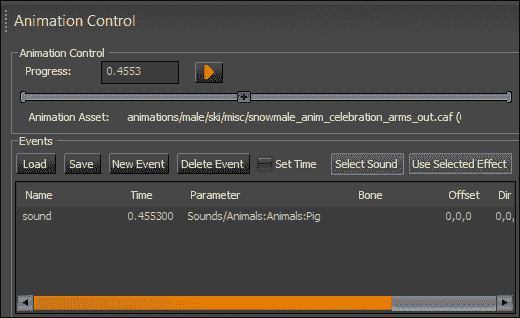 Animation Control
Animation Control
Progress: 0.4553
Animation Asset: animations/male/ski/misc/snowmale_anim_celebration_arms_out.caf (
Events
Load Save New Event Delete Event Set Time Select Sound Use Selected Effect
Name Time Parameter Bone Offset Dir
sound 0.455300 Sounds/Animals:Animals:Pig 0,0,0 0,0,